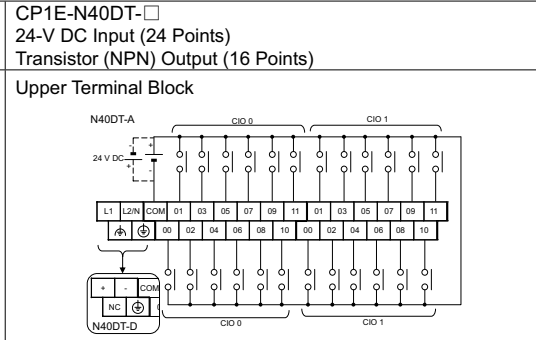 CP1E-N40DT-□
24-V DC Input (24 Points)
Transistor (NPN) Output (16 Points)
Upper Terminal Block
N40DT-A
CIO 0
CIO 1
- +
24 V DC
+ -
L1 L2/N COM 01 03 05 07 09 11 01 03 05 07 09 11
00 02 04 06 08 10 00 02 04 06 08 10
+ - COM
NC
N40DT-D
CIO 0
CIO 1